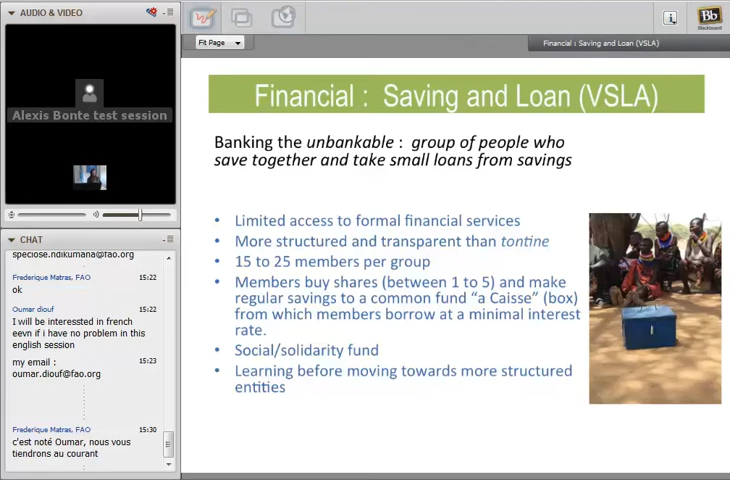 AUDIO & VIDEO
Alexis Bonte test session
CHAT
speciose.ndikumana@fao.org
Frederique Matras, FAO 15:22
ok
Oumar diouf 15:22
I will be interessted in french
eevn if i have no problem in this
english session
my email : 15:23
oumar.diouf@fao.org
Frederique Matras, FAO 15:30
c'est noté Oumar, nous vous
tiendrons au courant
Fit Page
i
Bb
Blackboard
Financial : Saving and Loan (VSLA)
Financial : Saving and Loan (VSLA)
Banking the unbankable : group of people who
save together and take small loans from savings
• Limited access to formal financial services
• More structured and transparent than tontine
• 15 to 25 members per group
• Members buy shares (between 1 to 5) and make
regular savings to a common fund “a Caisse” (box)
from which members borrow at a minimal interest
rate.
• Social/solidarity fund
• Learning before moving towards more structured
entities